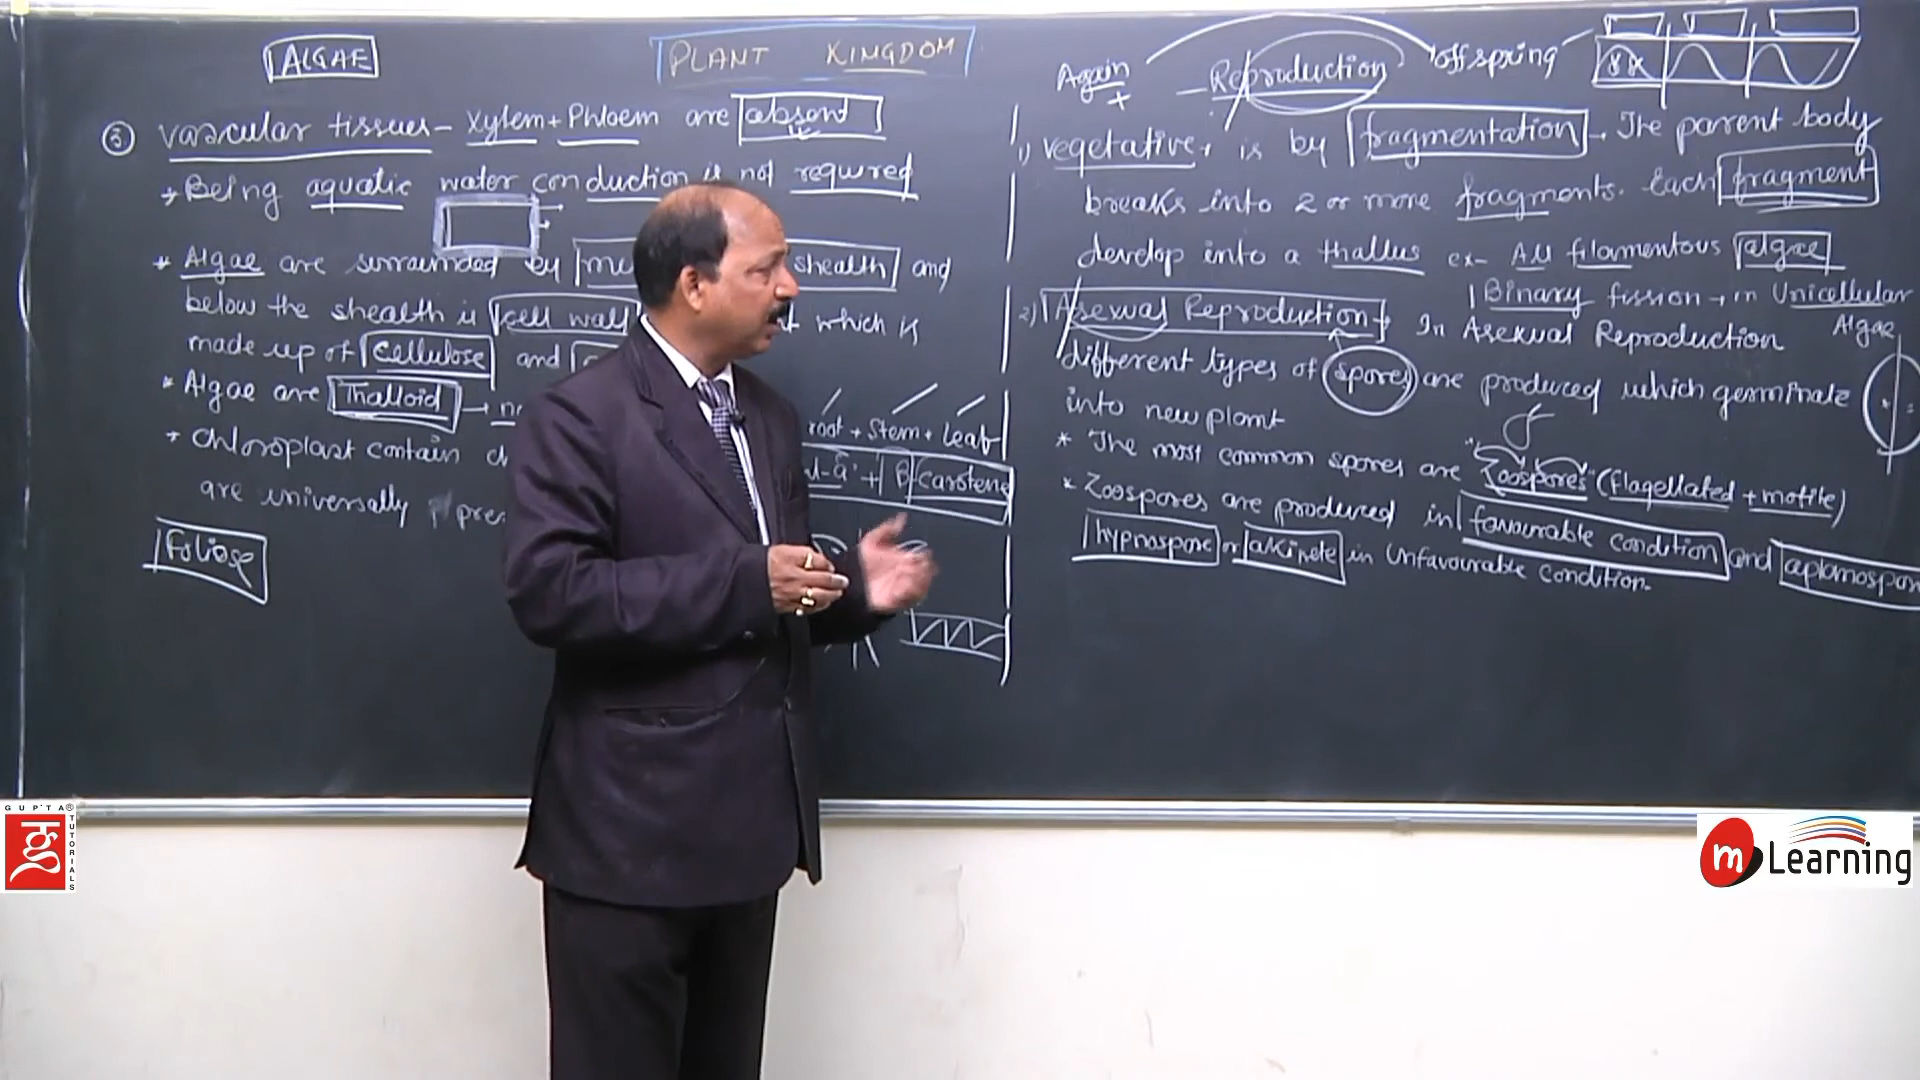 ALGAE
PLANT KINGDOM
③ vascular tissues - Xylem + Phloem are absent
→ Being aquatic water conduction is not required
* Algae are surrounded by shealth and
below the shealth is cell wall which is
made up of cellulose and
* Algae are Thalloid →
root + Stem + Leaf
+ Chloroplast contain
'a' + B Carotene
are universally
Foliose
Again + Reproduction offspring
1) vegetative → is by fragmentation → The parent body
breaks into 2 or more fragments. Each fragment
develop into a thallus ex- All filamentous algae
Binary fission → in Unicellular
Algae
2) Asexual Reproduction → In Asexual Reproduction
different types of spores are produced which germinate
into new plant
* The most common spores are Zoospores (flagellated + motile)
* Zoospores are produced in favourable condition and
hypnospore or akinete in Unfavourable condition.
GUPTA® TUTORIALS
m Learning